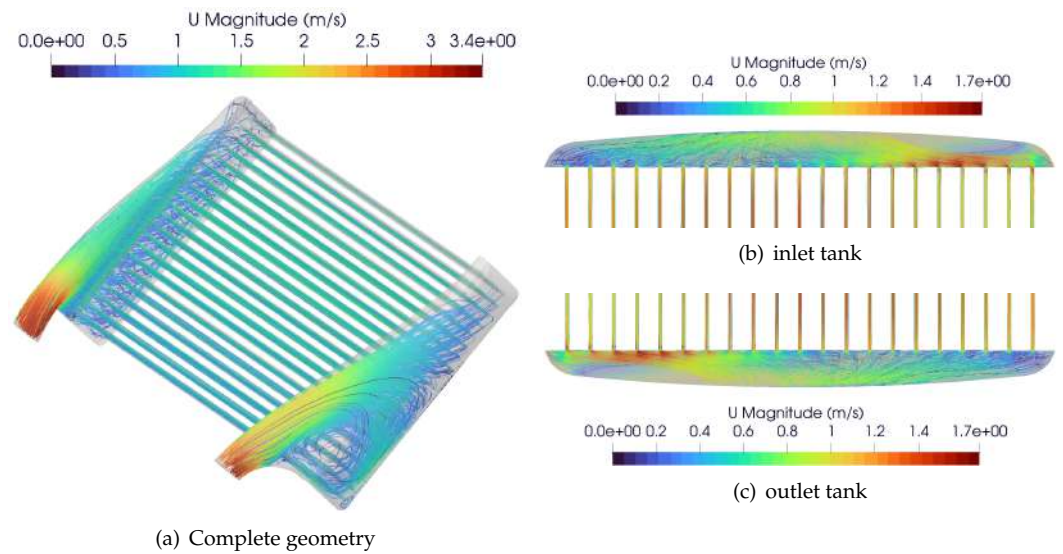 U Magnitude (m/s)
0.0e+00 0.5 1 1.5 2 2.5 3 3.4e+00
(a) Complete geometry
U Magnitude (m/s)
0.0e+00 0.2 0.4 0.6 0.8 1 1.2 1.4 1.7e+00
(b) inlet tank
U Magnitude (m/s)
0.0e+00 0.2 0.4 0.6 0.8 1 1.2 1.4 1.7e+00
(c) outlet tank